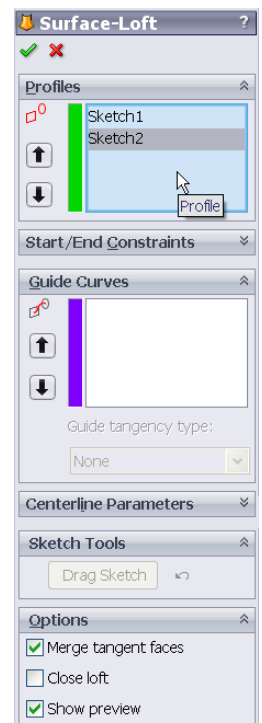 Surface-Loft ?
Profiles
Sketch1
Sketch2
Profile
Start/End Constraints
Guide Curves
Guide tangency type:
None
Centerline Parameters
Sketch Tools
Drag Sketch
Options
Merge tangent faces
Close loft
Show preview